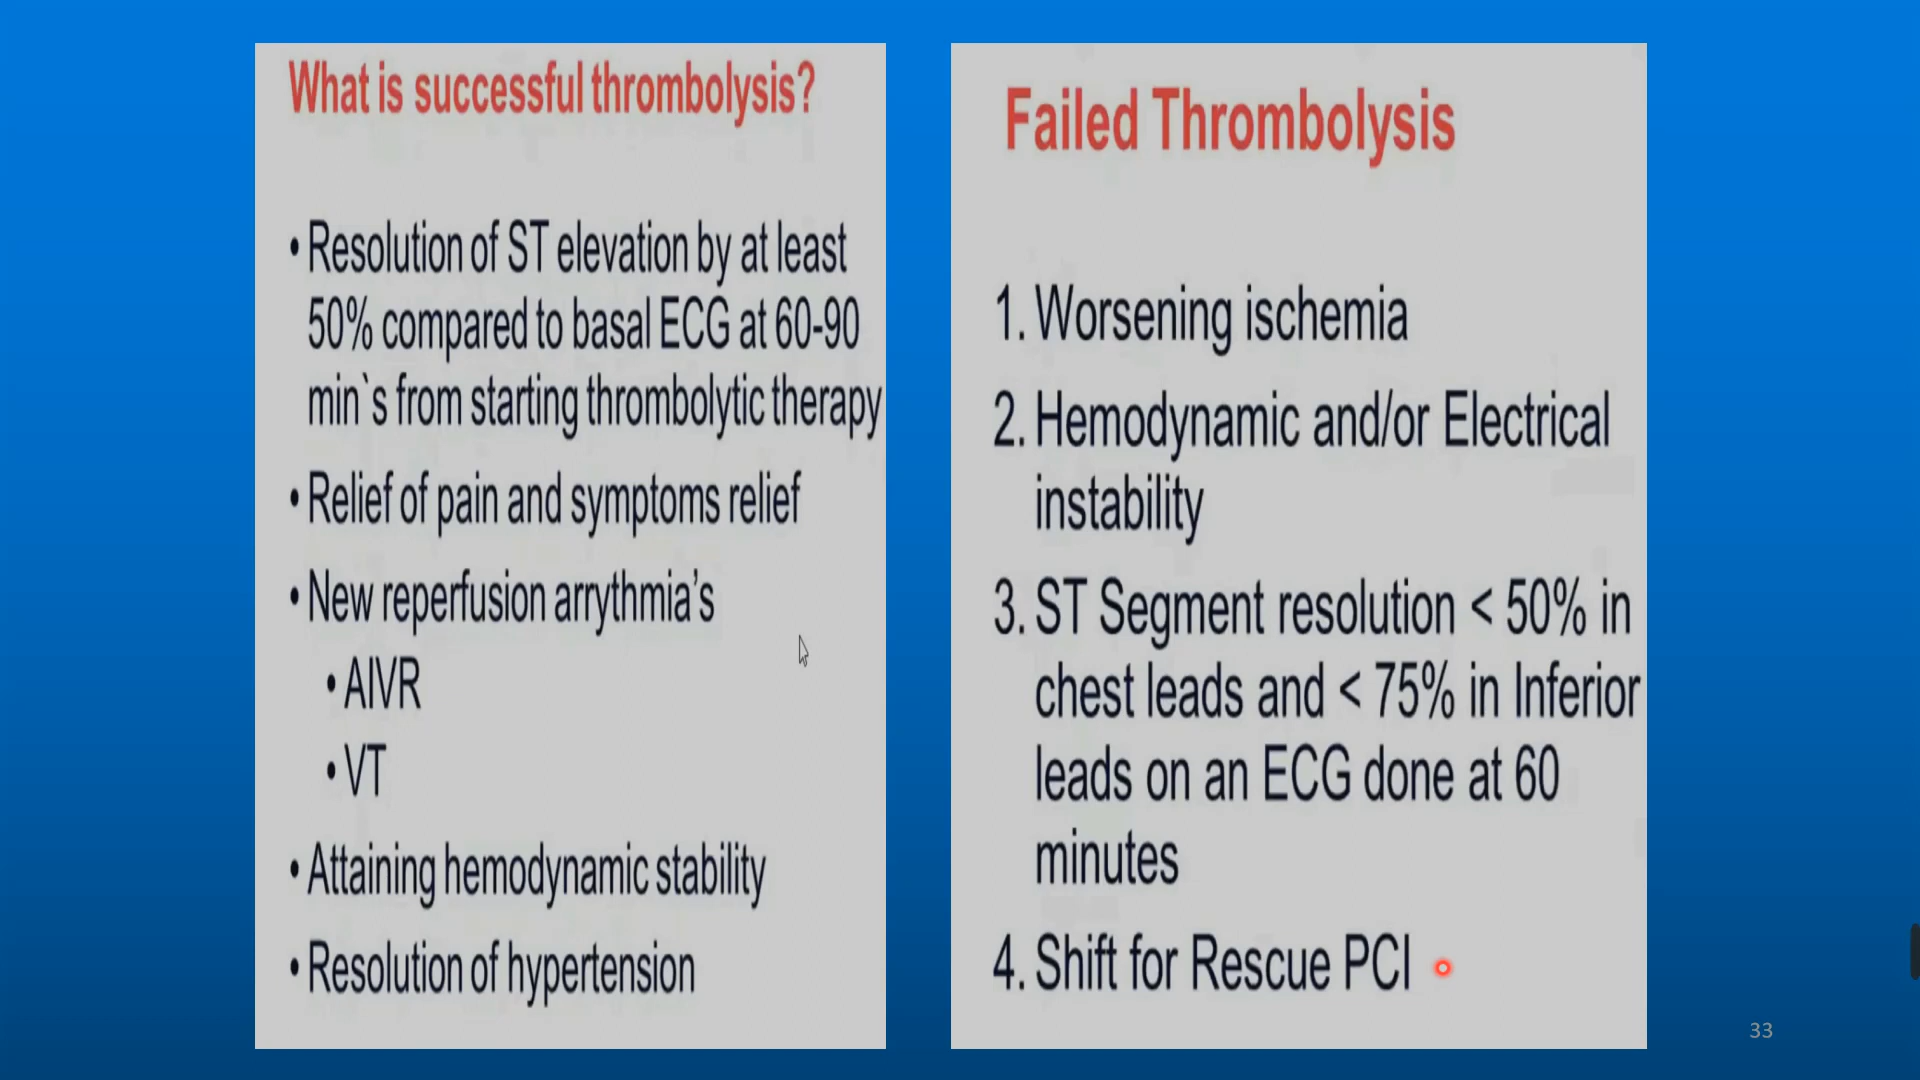 What is successful thrombolysis?
• Resolution of ST elevation by at least
50% compared to basal ECG at 60-90
min`s from starting thrombolytic therapy
• Relief of pain and symptoms relief
• New reperfusion arrythmia's
• AIVR
• VT
• Attaining hemodynamic stability
• Resolution of hypertension
Failed Thrombolysis
1. Worsening ischemia
2. Hemodynamic and/or Electrical
instability
3. ST Segment resolution < 50% in
chest leads and < 75% in Inferior
leads on an ECG done at 60
minutes
4. Shift for Rescue PCI
33